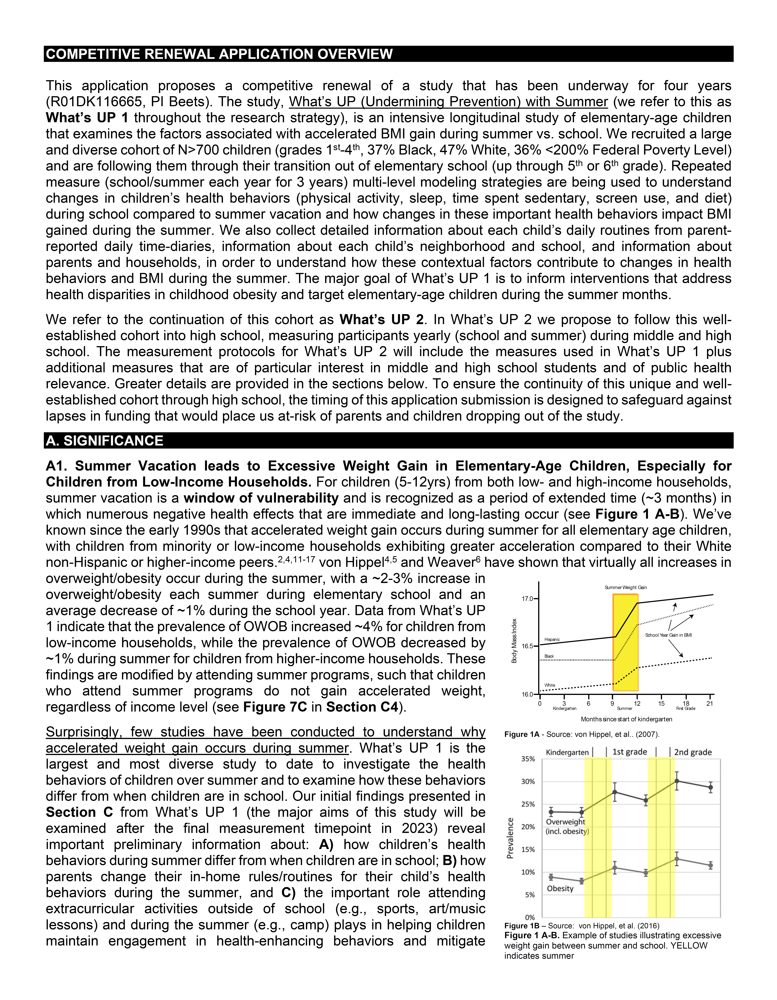 COMPETITIVE RENEWAL APPLICATION OVERVIEW
This application proposes a competitive renewal of a study that has been underway for four years
(R01DK116665, PI Beets). The study, What's UP (Undermining Prevention) with Summer (we refer to this as
What's UP 1 throughout the research strategy), is an intensive longitudinal study of elementary-age children
that examines the factors associated with accelerated BMI gain during summer vs. school. We recruited a large
and diverse cohort of N>700 children (grades 1st-4th, 37% Black, 47% White, 36% <200% Federal Poverty Level)
and are following them through their transition out of elementary school (up through 5th or 6th grade). Repeated
measure (school/summer each year for 3 years) multi-level modeling strategies are being used to understand
changes in children's health behaviors (physical activity, sleep, time spent sedentary, screen use, and diet)
during school compared to summer vacation and how changes in these important health behaviors impact BMI
gained during the summer. We also collect detailed information about each child's daily routines from parent-
reported daily time-diaries, information about each child's neighborhood and school, and information about
parents and households, in order to understand how these contextual factors contribute to changes in health
behaviors and BMI during the summer. The major goal of What's UP 1 is to inform interventions that address
health disparities in childhood obesity and target elementary-age children during the summer months.
We refer to the continuation of this cohort as What's UP 2. In What's UP 2 we propose to follow this well-
established cohort into high school, measuring participants yearly (school and summer) during middle and high
school. The measurement protocols for What's UP 2 will include the measures used in What's UP 1 plus
additional measures that are of particular interest in middle and high school students and of public health
relevance. Greater details are provided in the sections below. To ensure the continuity of this unique and well-
established cohort through high school, the timing of this application submission is designed to safeguard against
lapses in funding that would place us at-risk of parents and children dropping out of the study.
A. SIGNIFICANCE
A1. Summer Vacation leads to Excessive Weight Gain in Elementary-Age Children, Especially for
Children from Low-Income Households. For children (5-12yrs) from both low- and high-income households,
summer vacation is a window of vulnerability and is recognized as a period of extended time (~3 months) in
which numerous negative health effects that are immediate and long-lasting occur (see Figure 1 A-B). We've
known since the early 1990s that accelerated weight gain occurs during summer for all elementary age children,
with children from minority or low-income households exhibiting greater acceleration compared to their White
non-Hispanic or higher-income peers.2,4,11-17 von Hippel4,5 and Weaver6 have shown that virtually all increases in
overweight/obesity occur during the summer, with a ~2-3% increase in
overweight/obesity each summer during elementary school and an
average decrease of ~1% during the school year. Data from What's UP
1 indicate that the prevalence of OWOB increased ~4% for children from
low-income households, while the prevalence of OWOB decreased by
~1% during summer for children from higher-income households. These
findings are modified by attending summer programs, such that children
who attend summer programs do not gain accelerated weight,
regardless of income level (see Figure 7C in Section C4).
Surprisingly, few studies have been conducted to understand why
accelerated weight gain occurs during summer. What's UP 1 is the
largest and most diverse study to date to investigate the health
behaviors of children over summer and to examine how these behaviors
differ from when children are in school. Our initial findings presented in
Section C from What's UP 1 (the major aims of this study will be
examined after the final measurement timepoint in 2023) reveal
important preliminary information about: A) how children's health
behaviors during summer differ from when children are in school; B) how
parents change their in-home rules/routines for their child's health
behaviors during the summer, and C) the important role attending
extracurricular activities outside of school (e.g., sports, art/music
lessons) and during the summer (e.g., camp) plays in helping children
maintain engagement in health-enhancing behaviors and mitigate
Summer Weight Gain
17.0
16.5
16.0
Body Mass Index
Hispanic
Black
White
School Year Gain in BMI
0 3 6 9 12 15 18 21
Kindergarten Summer First Grade
Months since start of kindergarten
Figure 1A - Source: von Hippel, et al.. (2007).
Kindergarten 1st grade 2nd grade
35%
30%
25%
20%
15%
10%
5%
0%
Prevalence
Overweight
(incl. obesity)
Obesity
Figure 1B – Source: von Hippel, et al. (2016)
Figure 1 A-B. Example of studies illustrating excessive
weight gain between summer and school. YELLOW
indicates summer